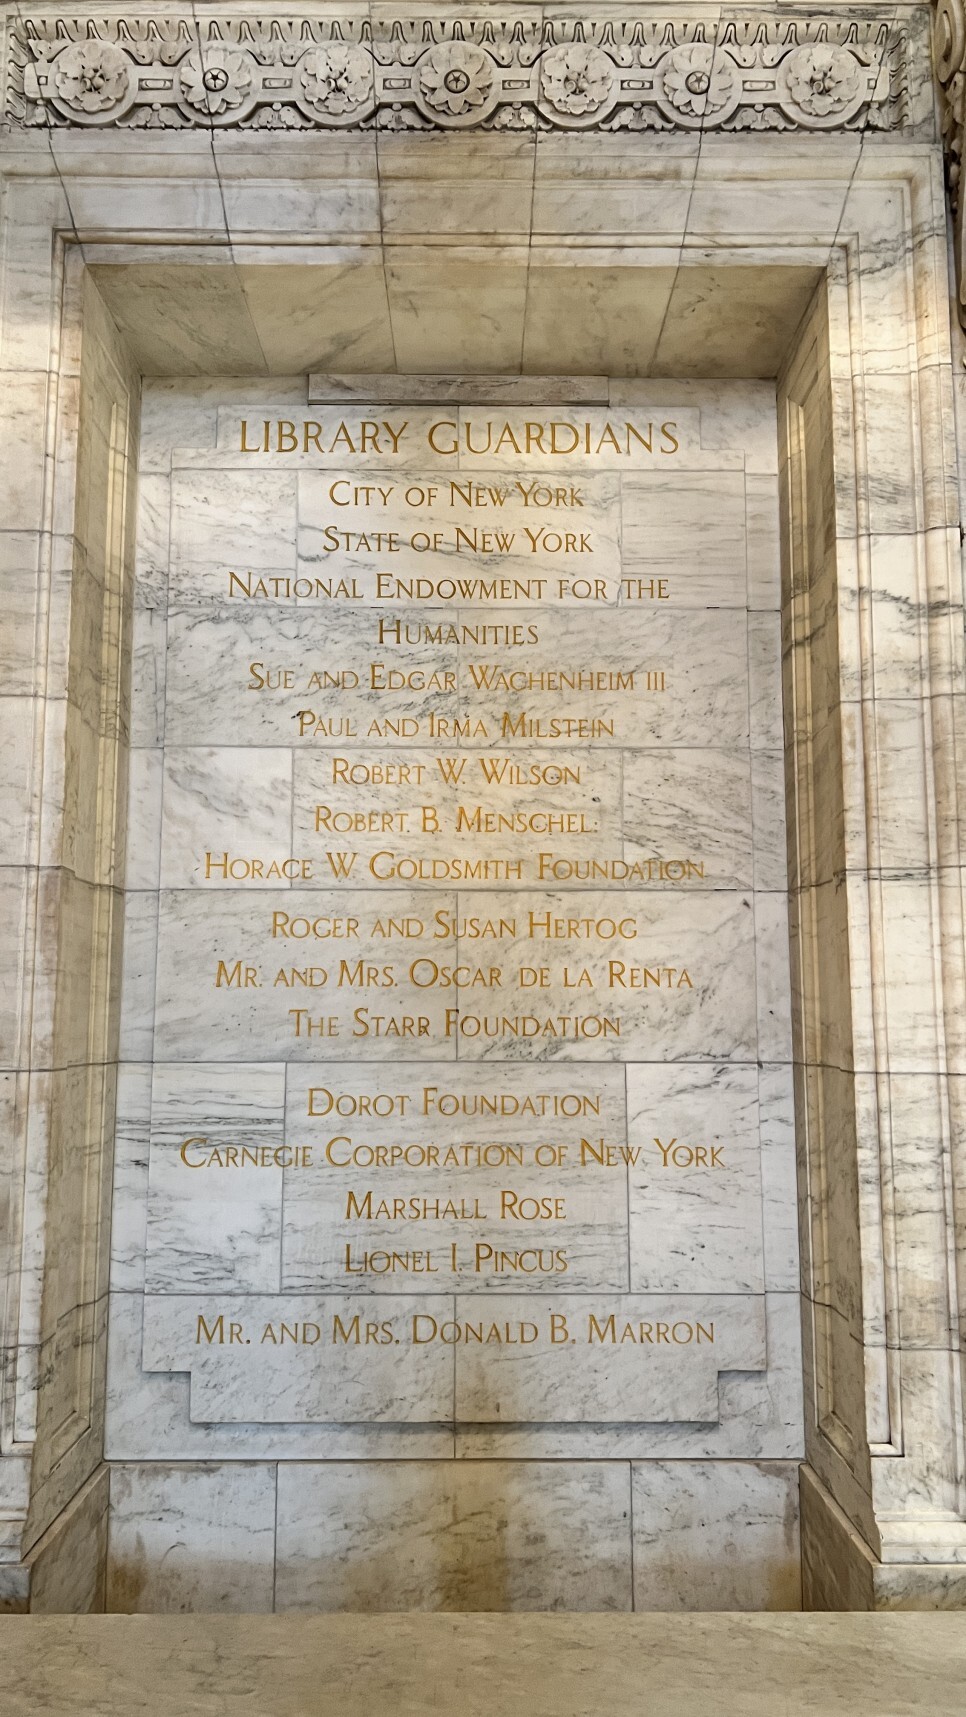 LIBRARY GUARDIANS
CITY OF NEW YORK
STATE OF NEW YORK
NATIONAL ENDOWMENT FOR THE
HUMANITIES
SUE AND EDGAR WACHENHEIM III
PAUL AND IRMA MILSTEIN
ROBERT W. WILSON
ROBERT B. MENSCHEL
HORACE W. GOLDSMITH FOUNDATION
ROGER AND SUSAN HERTOG
MR. AND MRS. OSCAR DE LA RENTA
THE STARR FOUNDATION
DOROT FOUNDATION
CARNEGIE CORPORATION OF NEW YORK
MARSHALL ROSE
LIONEL I. PINCUS
MR. AND MRS. DONALD B. MARRON